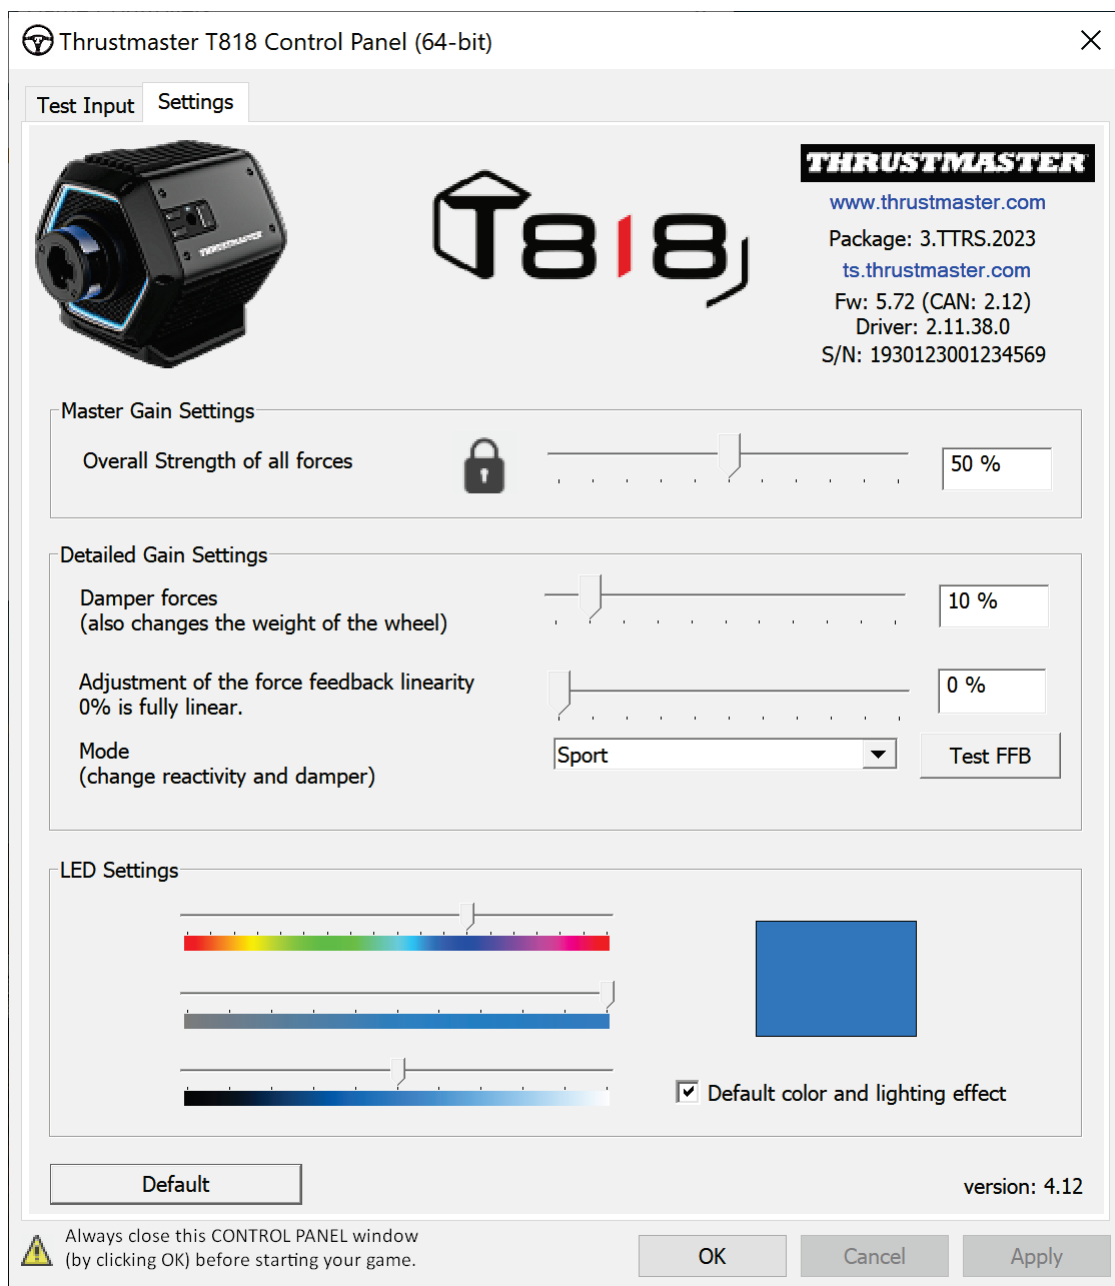 Thrustmaster T818 Control Panel (64-bit)
Test Input
Settings
THRUSTMASTER
T818
THRUSTMASTER
www.thrustmaster.com
Package: 3.TTRS.2023
ts.thrustmaster.com
Fw: 5.72 (CAN: 2.12)
Driver: 2.11.38.0
S/N: 1930123001234569
Master Gain Settings
Overall Strength of all forces
50 %
Detailed Gain Settings
Damper forces
(also changes the weight of the wheel)
10 %
Adjustment of the force feedback linearity
0% is fully linear.
0 %
Mode
(change reactivity and damper)
Sport
Test FFB
LED Settings
Default color and lighting effect
Default
version: 4.12
Always close this CONTROL PANEL window
(by clicking OK) before starting your game.
OK
Cancel
Apply